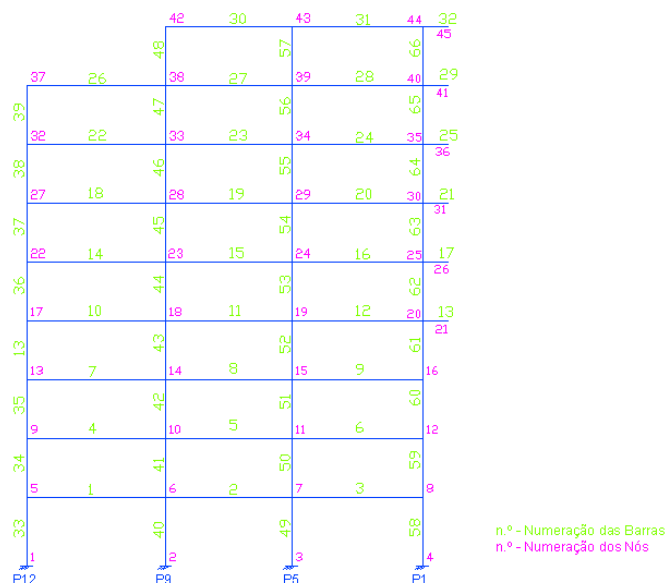 42 30 43 31 44 32
45
48 57 66
37 26 38 27 39 28 40 29
41
39 47 56 65
32 22 33 23 34 24 35 25
36
38 46 55 64
27 18 28 19 29 20 30 21
31
37 45 54 63
22 14 23 15 24 16 25 17
26
36 44 53 62
17 10 18 11 19 12 20 13
21
13 43 52 61
13 7 14 8 15 9 16
35 42 51 60
9 4 10 5 11 6 12
34 41 50 59
5 1 6 2 7 3 8
33 40 49 58
n.º - Numeração das Barras
n.º - Numeração dos Nós
1 2 3 4
P12 P9 P5 P1